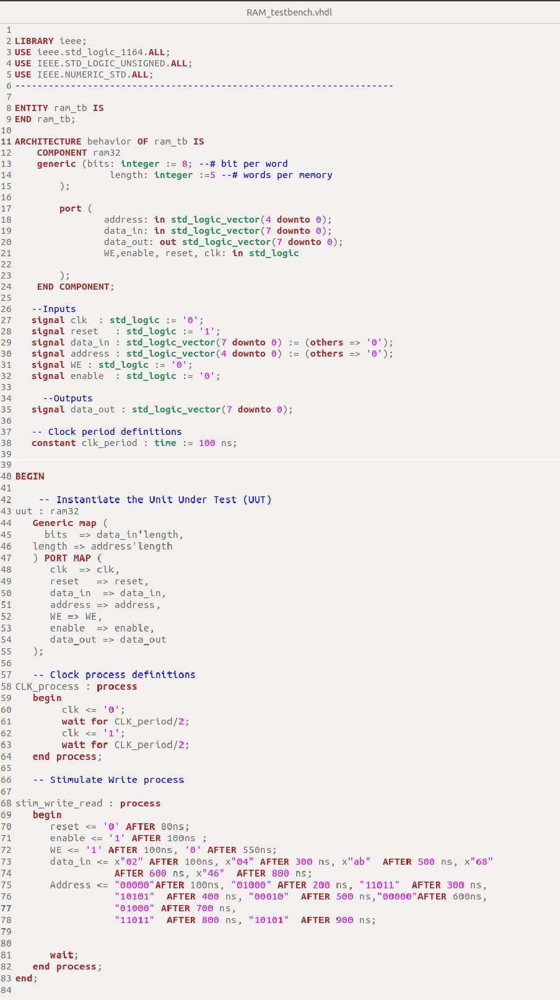 RAM_testbench.vhdl
1
2 LIBRARY ieee;
3 USE ieee.std_logic_1164.ALL;
4 USE IEEE.STD_LOGIC_UNSIGNED.ALL;
5 USE IEEE.NUMERIC_STD.ALL;
6 --------------------------------------------------------------------
7
8 ENTITY ram_tb IS
9 END ram_tb;
10
11 ARCHITECTURE behavior OF ram_tb IS
12     COMPONENT ram32
13     generic (bits: integer := 8; --# bit per word
14                  length: integer :=5 --# words per memory
15         );
16
17         port (
18                 address: in std_logic_vector(4 downto 0);
19                 data_in: in std_logic_vector(7 downto 0);
20                 data_out: out std_logic_vector(7 downto 0);
21                 WE,enable, reset, clk: in std_logic
22
23         );
24     END COMPONENT;
25
26    --Inputs
27    signal clk  : std_logic := '0';
28    signal reset   : std_logic := '1';
29    signal data_in : std_logic_vector(7 downto 0) := (others => '0');
30    signal address : std_logic_vector(4 downto 0) := (others => '0');
31    signal WE : std_logic := '0';
32    signal enable  : std_logic := '0';
33
34      --Outputs
35    signal data_out : std_logic_vector(7 downto 0);
36
37    -- Clock period definitions
38    constant clk_period : time := 100 ns;
39
39
40 BEGIN
41
42     -- Instantiate the Unit Under Test (UUT)
43 uut : ram32
44    Generic map (
45      bits  => data_in'length,
46    length => address'length
47    ) PORT MAP (
48       clk  => clk,
49       reset   => reset,
50       data_in  => data_in,
51       address => address,
52       WE => WE,
53       enable  => enable,
54       data_out => data_out
55    );
56
57    -- Clock process definitions
58 CLK_process : process
59    begin
60         clk <= '0';
61         wait for CLK_period/2;
62         clk <= '1';
63         wait for CLK_period/2;
64    end process;
65
66    -- Stimulate Write process
67
68 stim_write_read : process
69    begin
70       reset <= '0' AFTER 80ns;
71       enable <= '1' AFTER 100ns ;
72       WE <= '1' AFTER 100ns, '0' AFTER 550ns;
73       data_in <= x"02" AFTER 100ns, x"04" AFTER 300 ns, x"ab"  AFTER 500 ns, x"68"
74                  AFTER 600 ns, x"46"  AFTER 800 ns;
75       Address <= "00000"AFTER 100ns, "01000" AFTER 200 ns, "11011"  AFTER 300 ns,
76                  "10101"  AFTER 400 ns, "00010"  AFTER 500 ns,"00000"AFTER 600ns,
77                  "01000" AFTER 700 ns,
78                  "11011"  AFTER 800 ns, "10101"  AFTER 900 ns;
79
80
81       wait;
82    end process;
83 end;
84